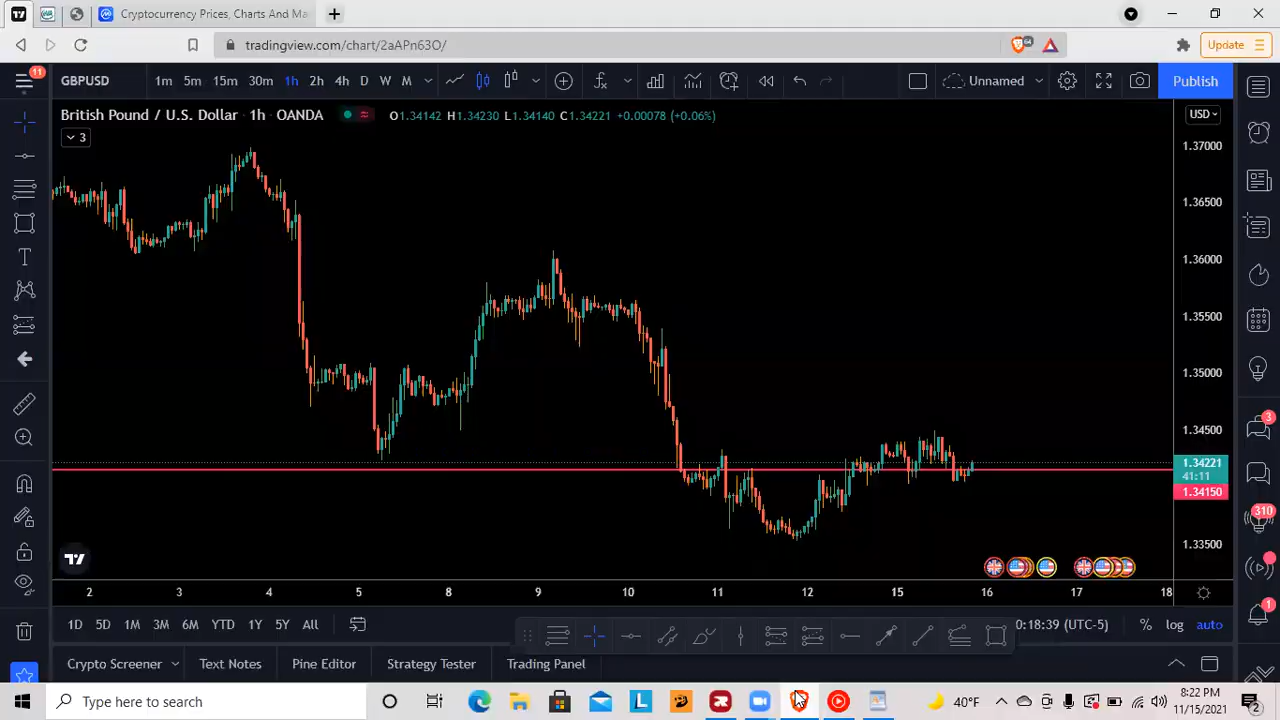 Cryptocurrency Prices, Charts And Ma
tradingview.com/chart/2aAPn63O/
64
Update
11
GBPUSD
1m 5m 15m 30m 1h 2h 4h D W M
Unnamed
Publish
British Pound / U.S. Dollar · 1h · OANDA
O1.34142 H1.34230 L1.34140 C1.34221 +0.00078 (+0.06%)
USD
3
1.37000
1.36500
1.36000
1.35500
1.35000
1.34500
1.34221
41:11
1.34150
1.33500
3
310
1
2 3 4 5 8 9 10 11 12 15 16 17 18
1D 5D 1M 3M 6M YTD 1Y 5Y All
0:18:39 (UTC-5)
% log auto
Crypto Screener Text Notes Pine Editor Strategy Tester Trading Panel
Type here to search
L
40°F
8:22 PM
11/15/2021
2